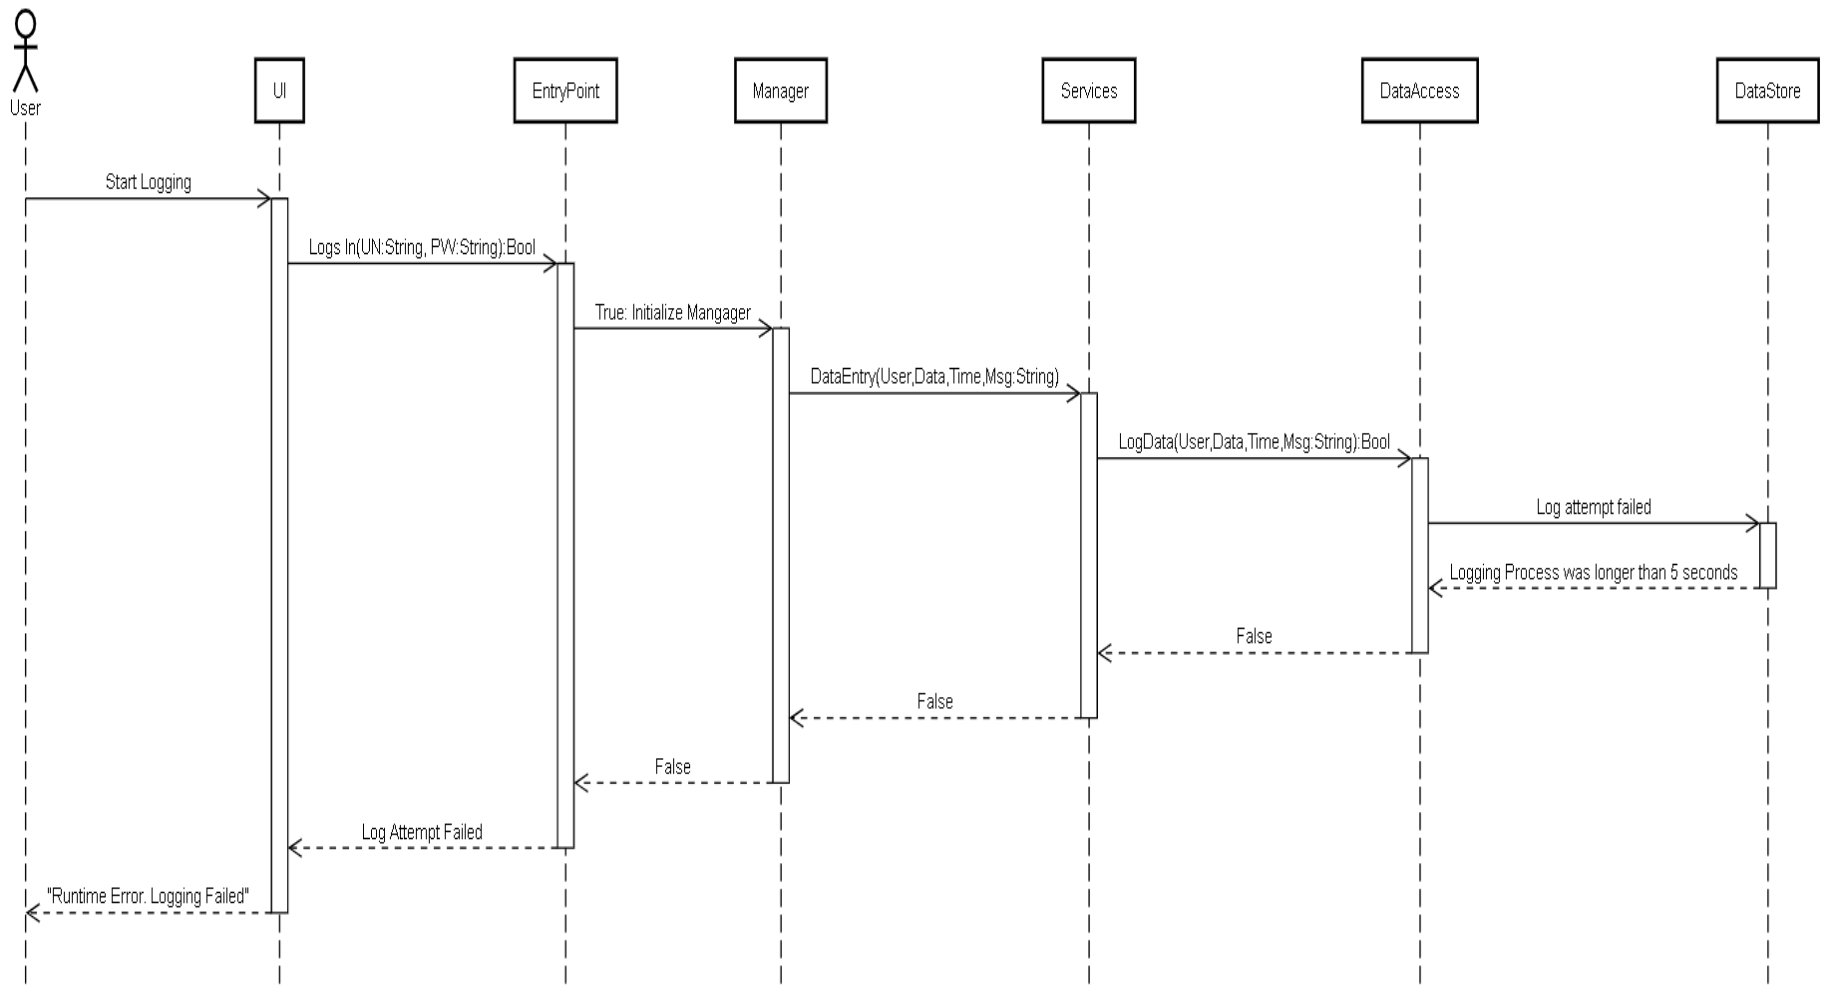 User
UI
EntryPoint
Manager
Services
DataAccess
DataStore
Start Logging
Logs In(UN:String, PW:String):Bool
True: Initialize Mangager
DataEntry(User,Data,Time,Msg:String)
LogData(User,Data,Time,Msg:String):Bool
Log attempt failed
Logging Process was longer than 5 seconds
False
False
False
Log Attempt Failed
"Runtime Error. Logging Failed"